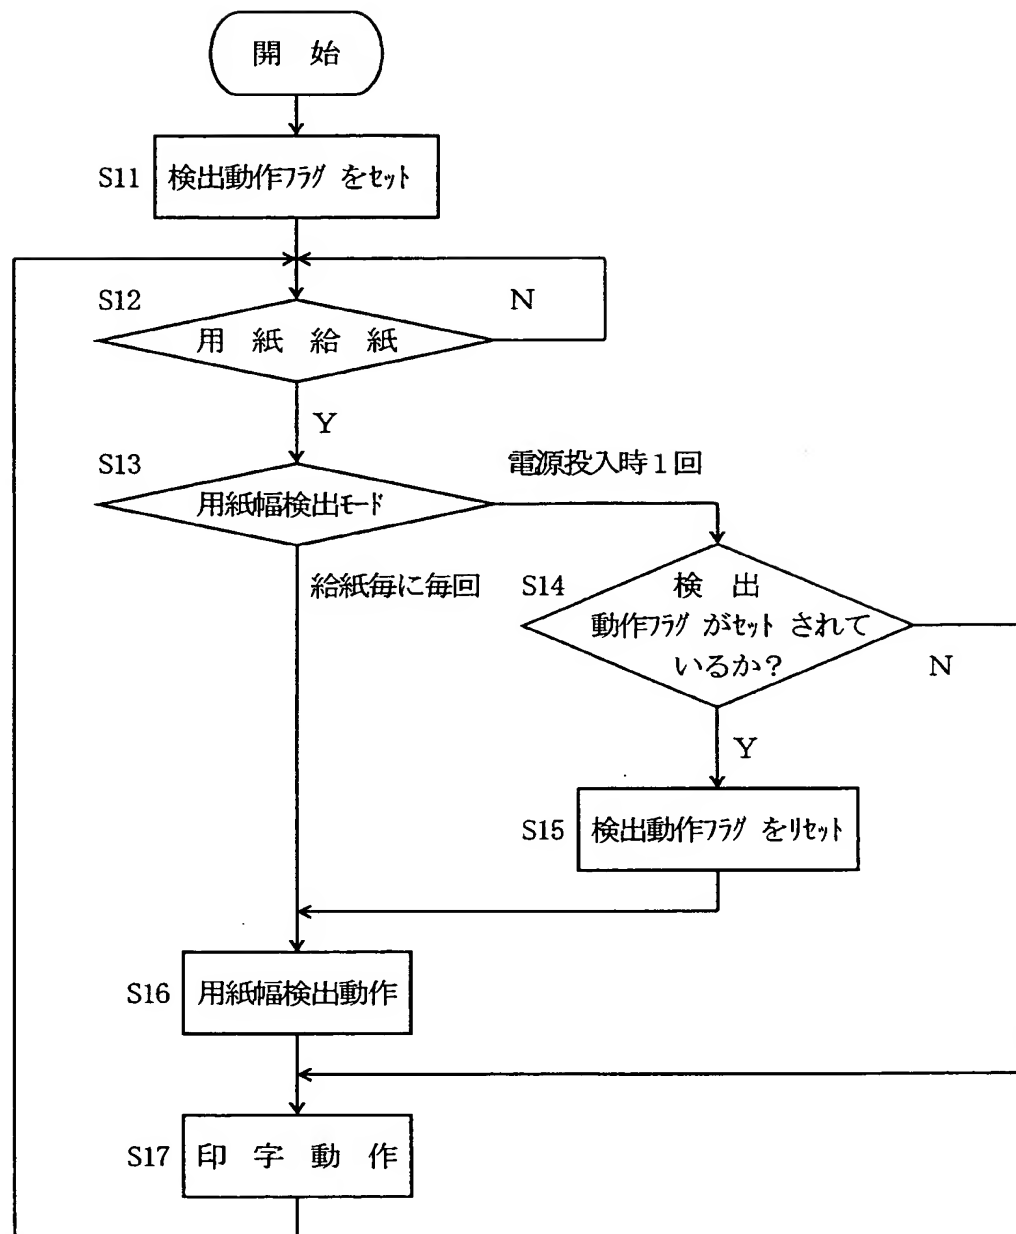 開 始
S11
検出動作ﾌﾗｸﾞ をｾｯﾄ
S12
N
用 紙 給 紙
Y
S13
電源投入時1回
用紙幅検出ﾓｰﾄﾞ
給紙毎に毎回
S14
検 出
動作ﾌﾗｸﾞ がｾｯﾄ されて
いるか?
N
Y
S15
検出動作ﾌﾗｸﾞ をﾘｾｯﾄ
S16
用紙幅検出動作
S17
印 字 動 作